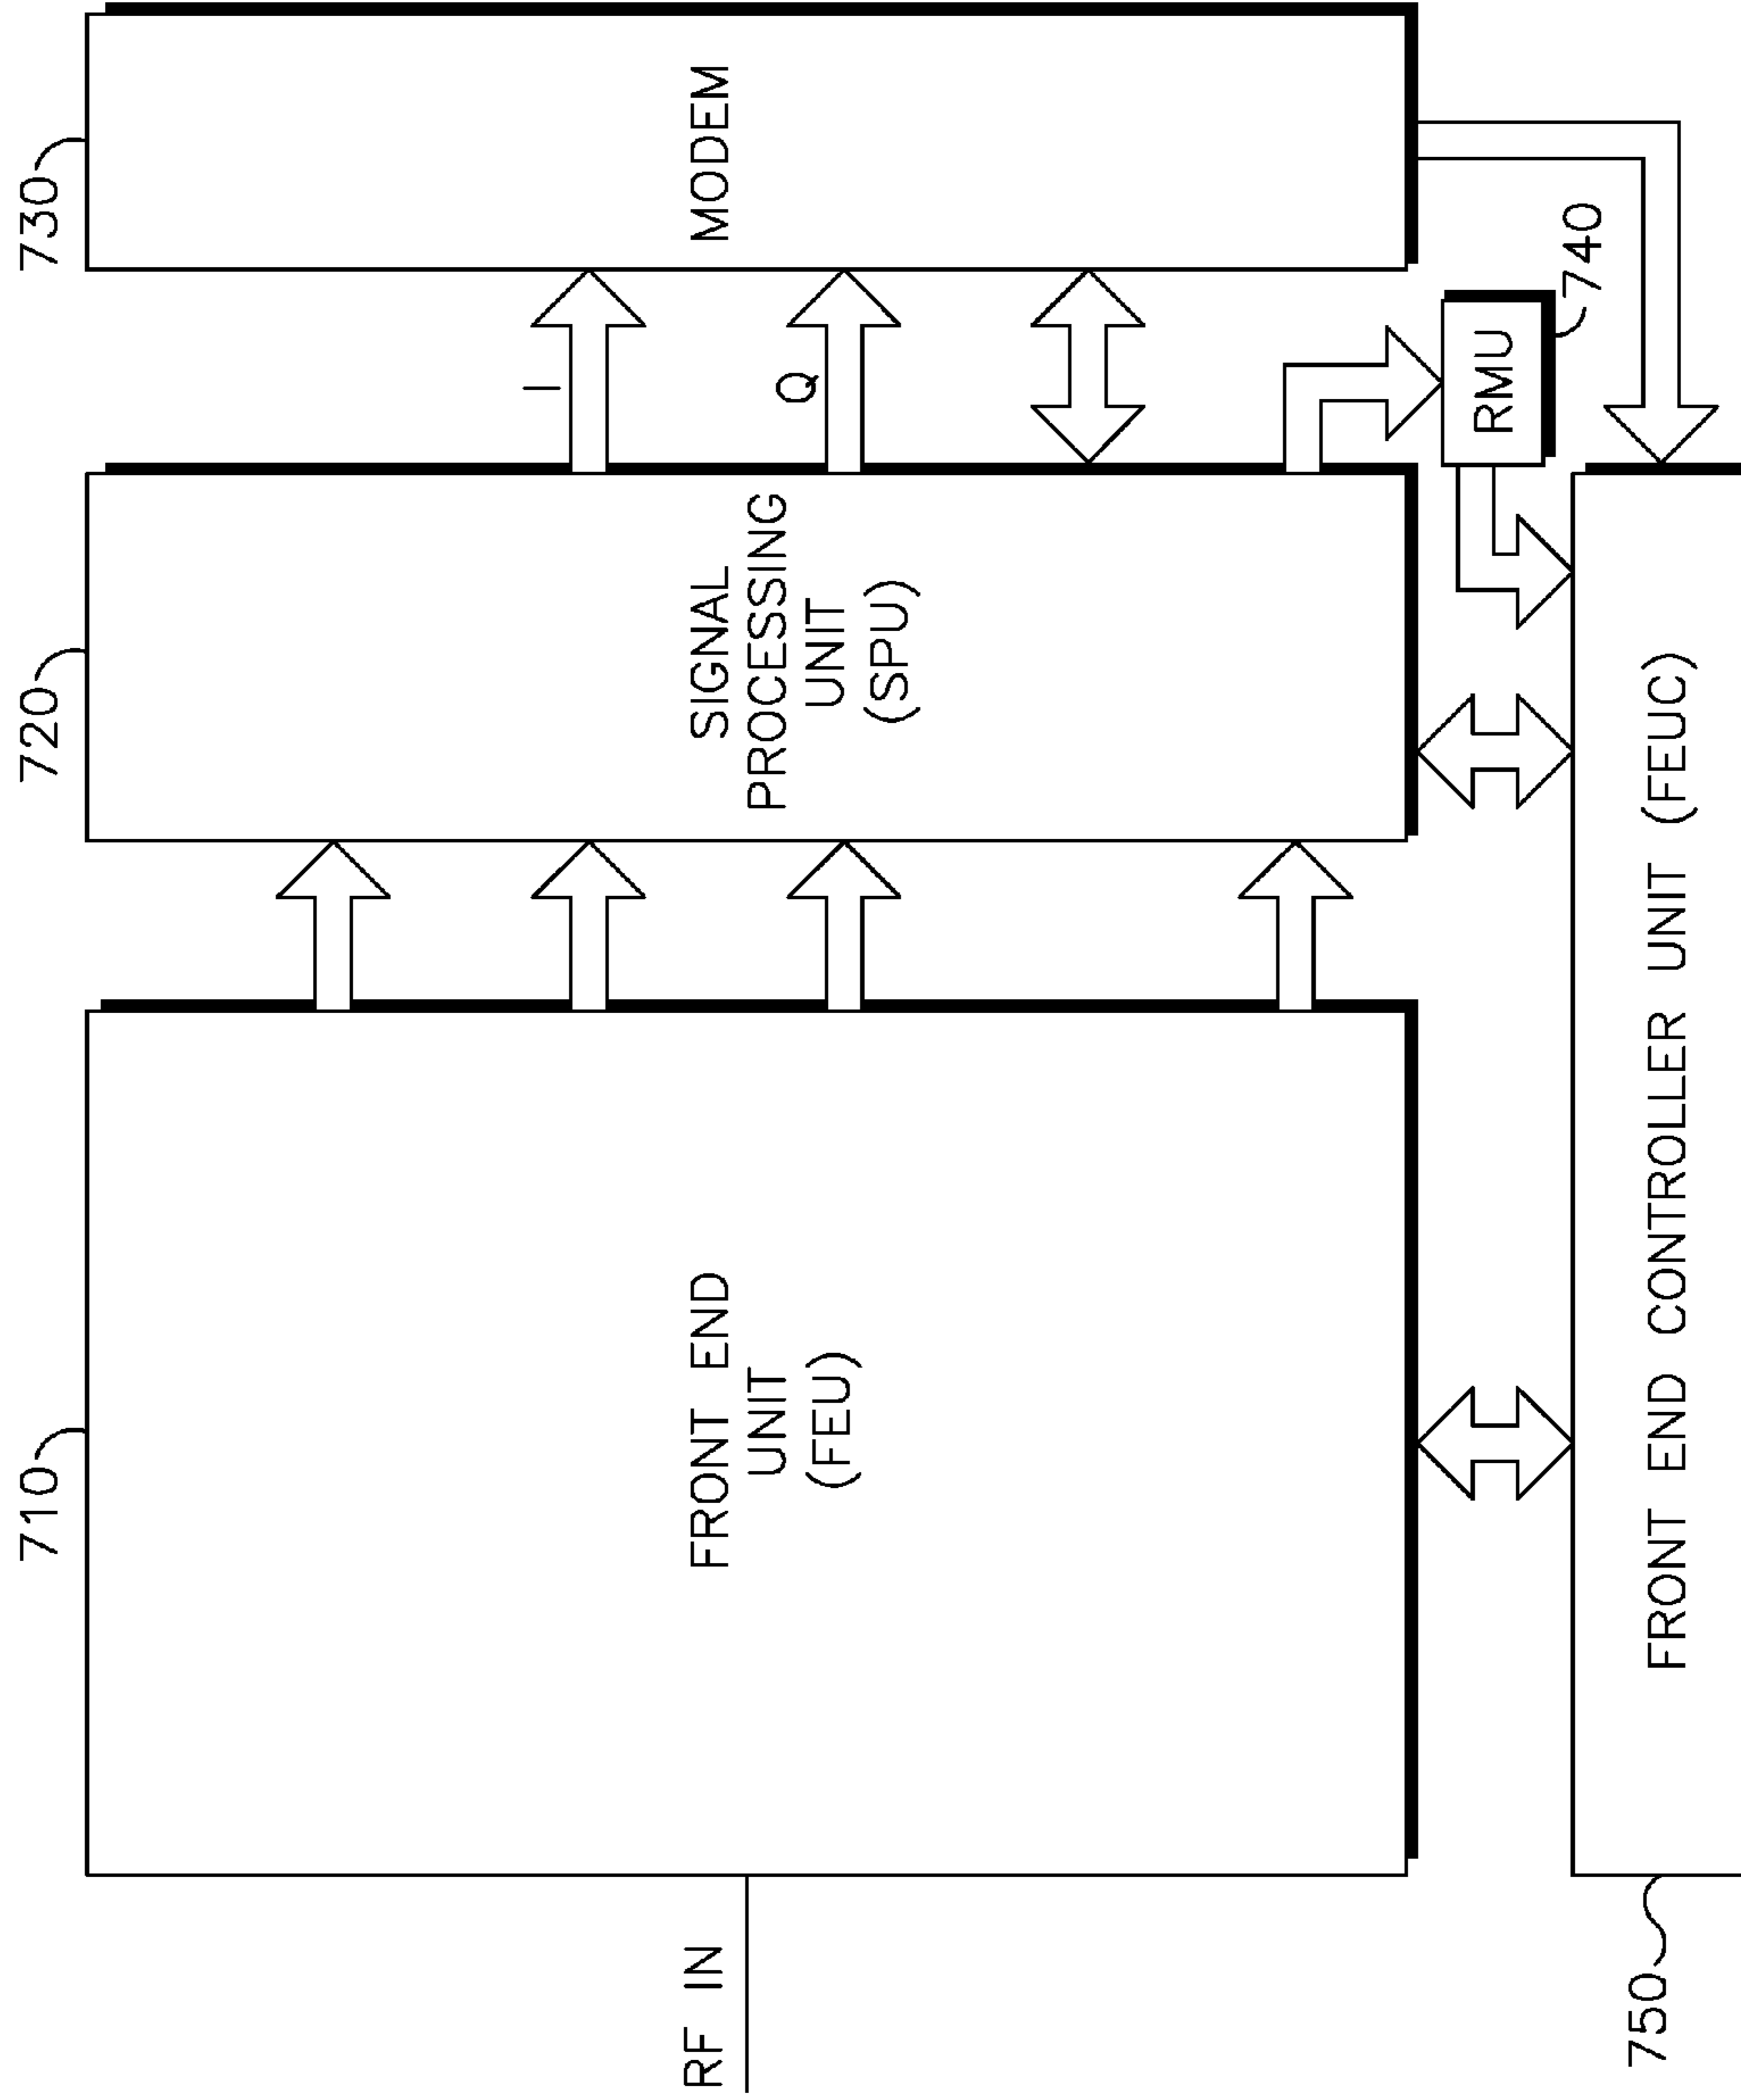 710
720
730
RF IN
FRONT END
UNIT
(FEU)
SIGNAL
PROCESSING
UNIT
(SPU)
I
Q
MODEM
RMU
740
750
FRONT END CONTROLLER UNIT (FEUC)